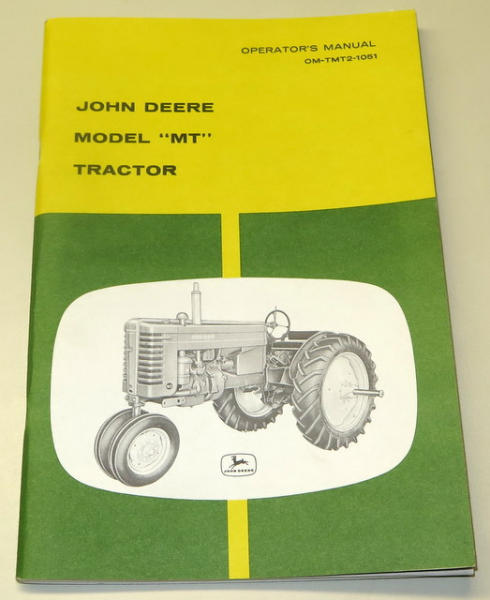 OPERATOR'S MANUAL
OM-TMT2-1051
JOHN DEERE
MODEL "MT"
TRACTOR
JOHN DEERE